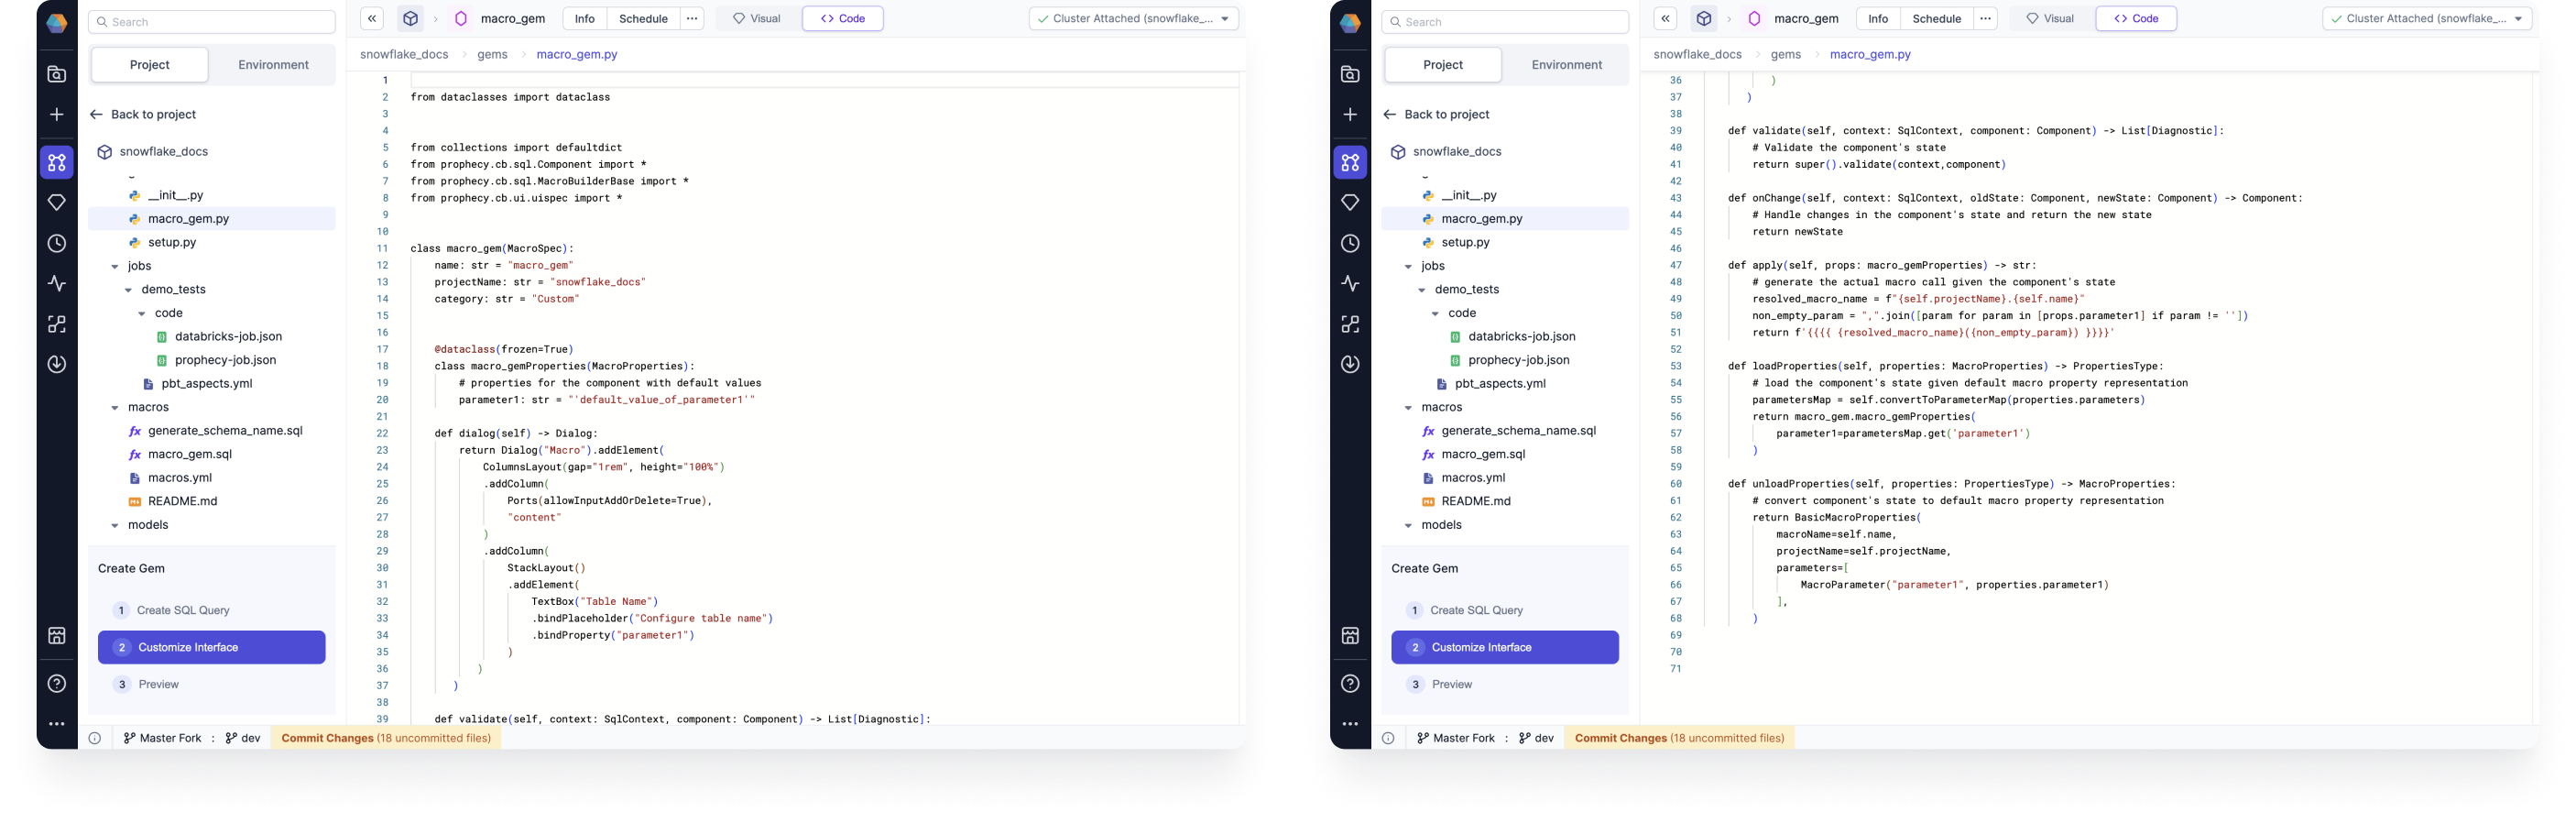 Search
macro_gem
Info
Schedule
Visual
Code
Cluster Attached (snowflake_...
Project
Environment
Back to project
snowflake_docs
__init__.py
macro_gem.py
setup.py
jobs
demo_tests
code
databricks-job.json
prophecy-job.json
pbt_aspects.yml
macros
generate_schema_name.sql
macro_gem.sql
macros.yml
README.md
models
Create Gem
1 Create SQL Query
2 Customize Interface
3 Preview
snowflake_docs > gems > macro_gem.py
1
2 from dataclasses import dataclass
3
4
5 from collections import defaultdict
6 from prophecy.cb.sql.Component import *
7 from prophecy.cb.sql.MacroBuilderBase import *
8 from prophecy.cb.ui.uispec import *
9
10
11 class macro_gem(MacroSpec):
12     name: str = "macro_gem"
13     projectName: str = "snowflake_docs"
14     category: str = "Custom"
15
16
17     @dataclass(frozen=True)
18     class macro_gemProperties(MacroProperties):
19         # properties for the component with default values
20         parameter1: str = "'default_value_of_parameter1'"
21
22     def dialog(self) -> Dialog:
23         return Dialog("Macro").addElement(
24             ColumnsLayout(gap="1rem", height="100%")
25             .addColumn(
26                 Ports(allowInputAddOrDelete=True),
27                 "content"
28             )
29             .addColumn(
30                 StackLayout()
31                 .addElement(
32                     TextBox("Table Name")
33                     .bindPlaceholder("Configure table name")
34                     .bindProperty("parameter1")
35                 )
36            )
37        )
38
39     def validate(self, context: SqlContext, component: Component) -> List[Diagnostic]:
Master Fork : dev
Commit Changes (18 uncommitted files)
Search
macro_gem
Info
Schedule
Visual
Code
Cluster Attached (snowflake_...
Project
Environment
Back to project
snowflake_docs
__init__.py
macro_gem.py
setup.py
jobs
demo_tests
code
databricks-job.json
prophecy-job.json
pbt_aspects.yml
macros
generate_schema_name.sql
macro_gem.sql
macros.yml
README.md
models
Create Gem
1 Create SQL Query
2 Customize Interface
3 Preview
snowflake_docs > gems > macro_gem.py
36            )
37        )
38
39     def validate(self, context: SqlContext, component: Component) -> List[Diagnostic]:
40         # Validate the component's state
41         return super().validate(context,component)
42
43     def onChange(self, context: SqlContext, oldState: Component, newState: Component) -> Component:
44         # Handle changes in the component's state and return the new state
45         return newState
46
47     def apply(self, props: macro_gemProperties) -> str:
48         # generate the actual macro call given the component's state
49         resolved_macro_name = f"{self.projectName}.{self.name}"
50         non_empty_param = ",".join([param for param in [props.parameter1] if param != ''])
51         return f'{{{{ {resolved_macro_name}({non_empty_param}) }}}}'
52
53     def loadProperties(self, properties: MacroProperties) -> PropertiesType:
54         # load the component's state given default macro property representation
55         parametersMap = self.convertToParameterMap(properties.parameters)
56         return macro_gem.macro_gemProperties(
57             parameter1=parametersMap.get('parameter1')
58         )
59
60     def unloadProperties(self, properties: PropertiesType) -> MacroProperties:
61         # convert component's state to default macro property representation
62         return BasicMacroProperties(
63             macroName=self.name,
64             projectName=self.projectName,
65             parameters=[
66                 MacroParameter("parameter1", properties.parameter1)
67             ],
68         )
69
70
71
Master Fork : dev
Commit Changes (18 uncommitted files)